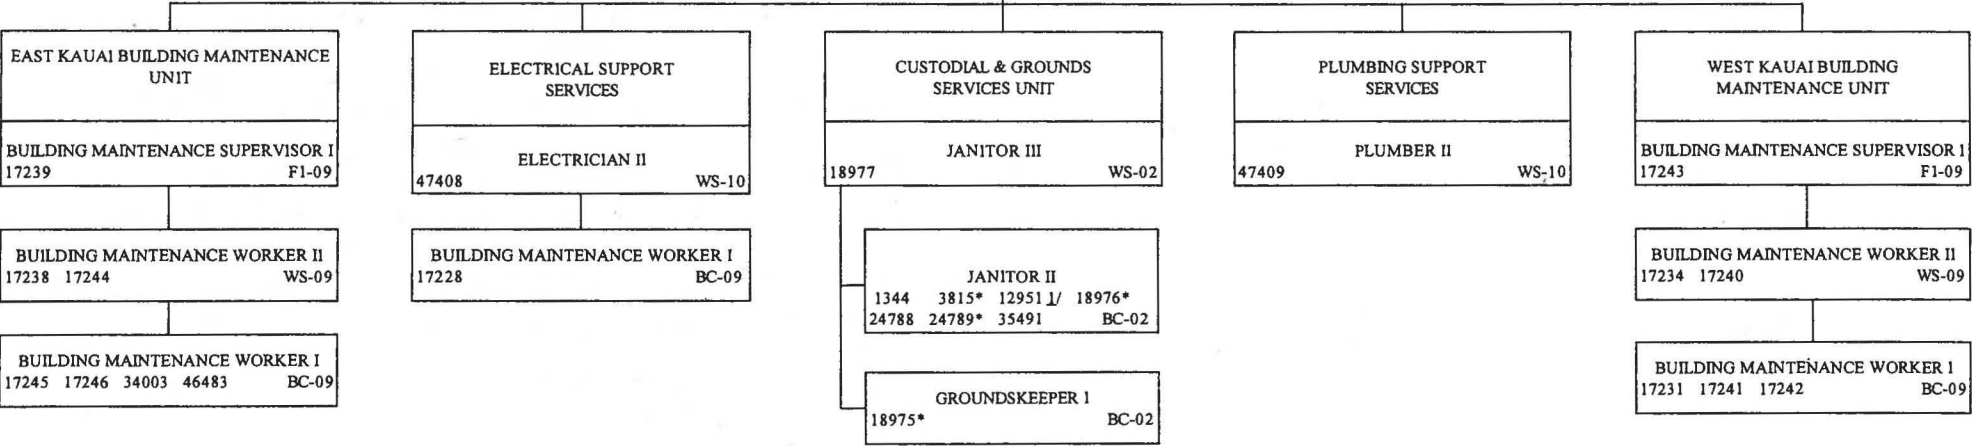 EAST KAUAI BUILDING MAINTENANCE
UNIT
BUILDING MAINTENANCE SUPERVISOR I
17239 F1-09
BUILDING MAINTENANCE WORKER II
17238 17244 WS-09
BUILDING MAINTENANCE WORKER I
17245 17246 34003 46483 BC-09
ELECTRICAL SUPPORT
SERVICES
ELECTRICIAN II
47408 WS-10
BUILDING MAINTENANCE WORKER I
17228 BC-09
CUSTODIAL & GROUNDS
SERVICES UNIT
JANITOR III
18977 WS-02
JANITOR II
1344 3815* 12951 1/ 18976*
24788 24789* 35491 BC-02
GROUNDSKEEPER I
18975* BC-02
PLUMBING SUPPORT
SERVICES
PLUMBER II
47409 WS-10
WEST KAUAI BUILDING
MAINTENANCE UNIT
BUILDING MAINTENANCE SUPERVISOR I
17243 F1-09
BUILDING MAINTENANCE WORKER II
17234 17240 WS-09
BUILDING MAINTENANCE WORKER I
17231 17241 17242 BC-09